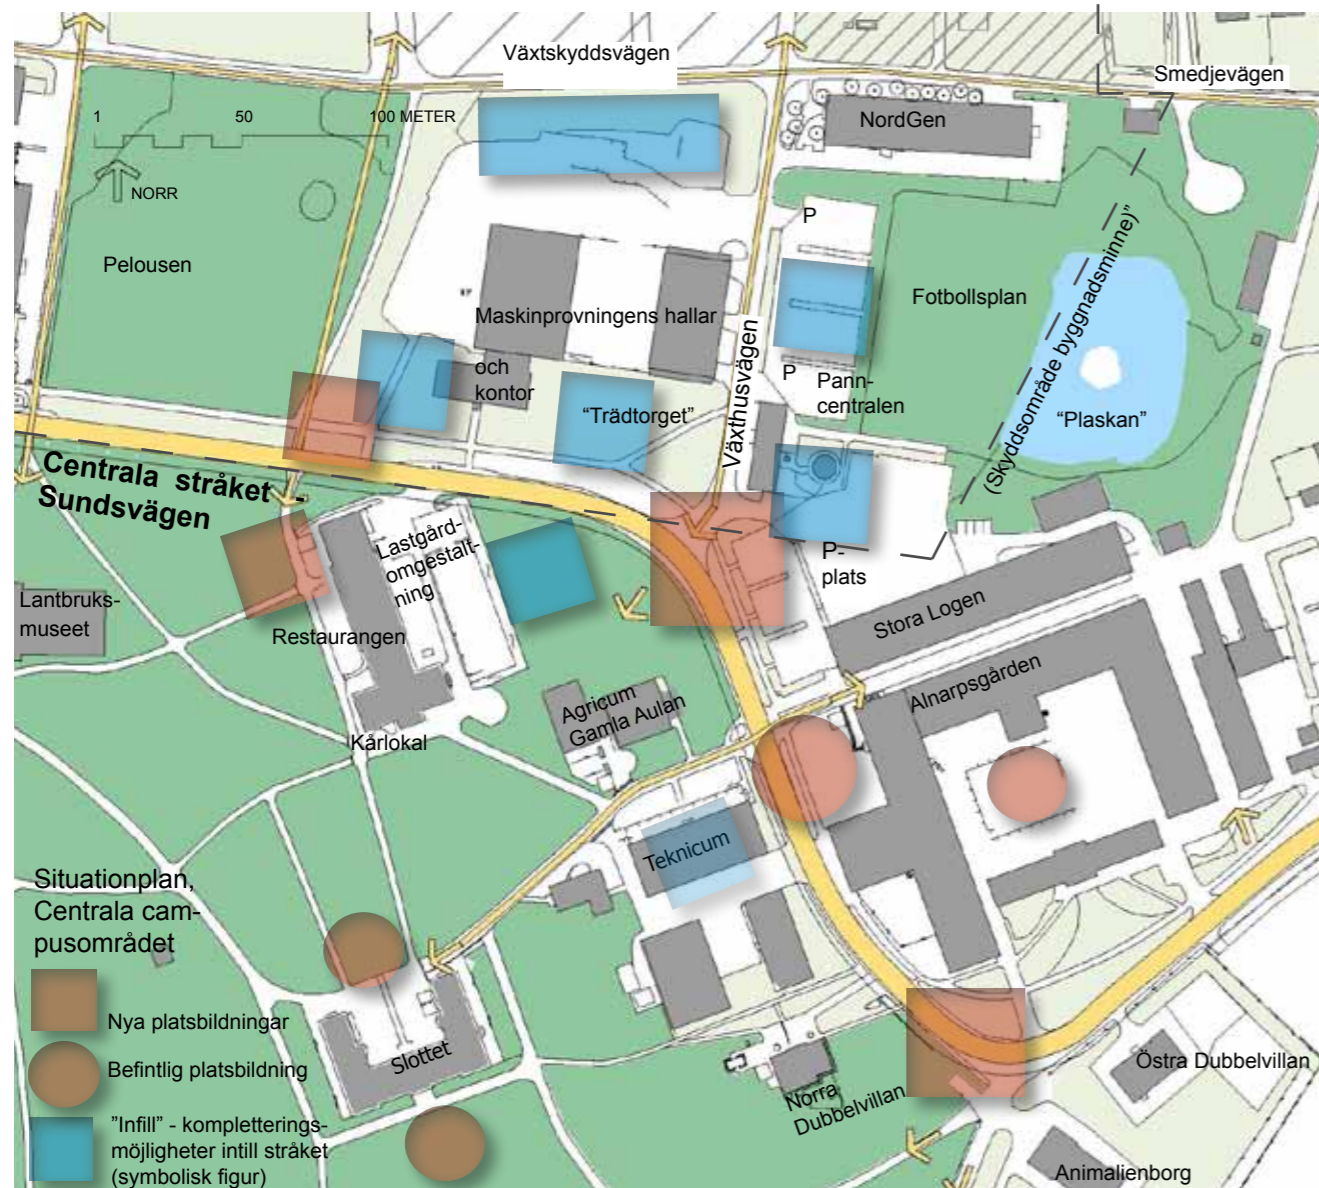 Växtskyddsvägen
Smedjevägen
1 50 100 METER
NORR
NordGen
P
Pelousen
Fotbollsplan
Maskinprovningens hallar
och
kontor
"Trädtorget"
Växthusvägen
P
Pann-
centralen
(Skyddsområde byggnadsminne)"
"Plaskan"
Centrala stråket -
Sundsvägen
Lastgård-
omgestalt-
ning
P-
plats
Lantbruks-
museet
Restaurangen
Stora Logen
Alnarpsgården
Agricum
Gamla Aulan
Kårlokal
Teknicum
Situationplan,
Centrala cam-
pusområdet
Nya platsbildningar
Befintlig platsbildning
"Infill" - kompletterings-
möjligheter intill stråket
(symbolisk figur)
Slottet
Norra
Dubbelvillan
Östra Dubbelvillan
Animalienborg